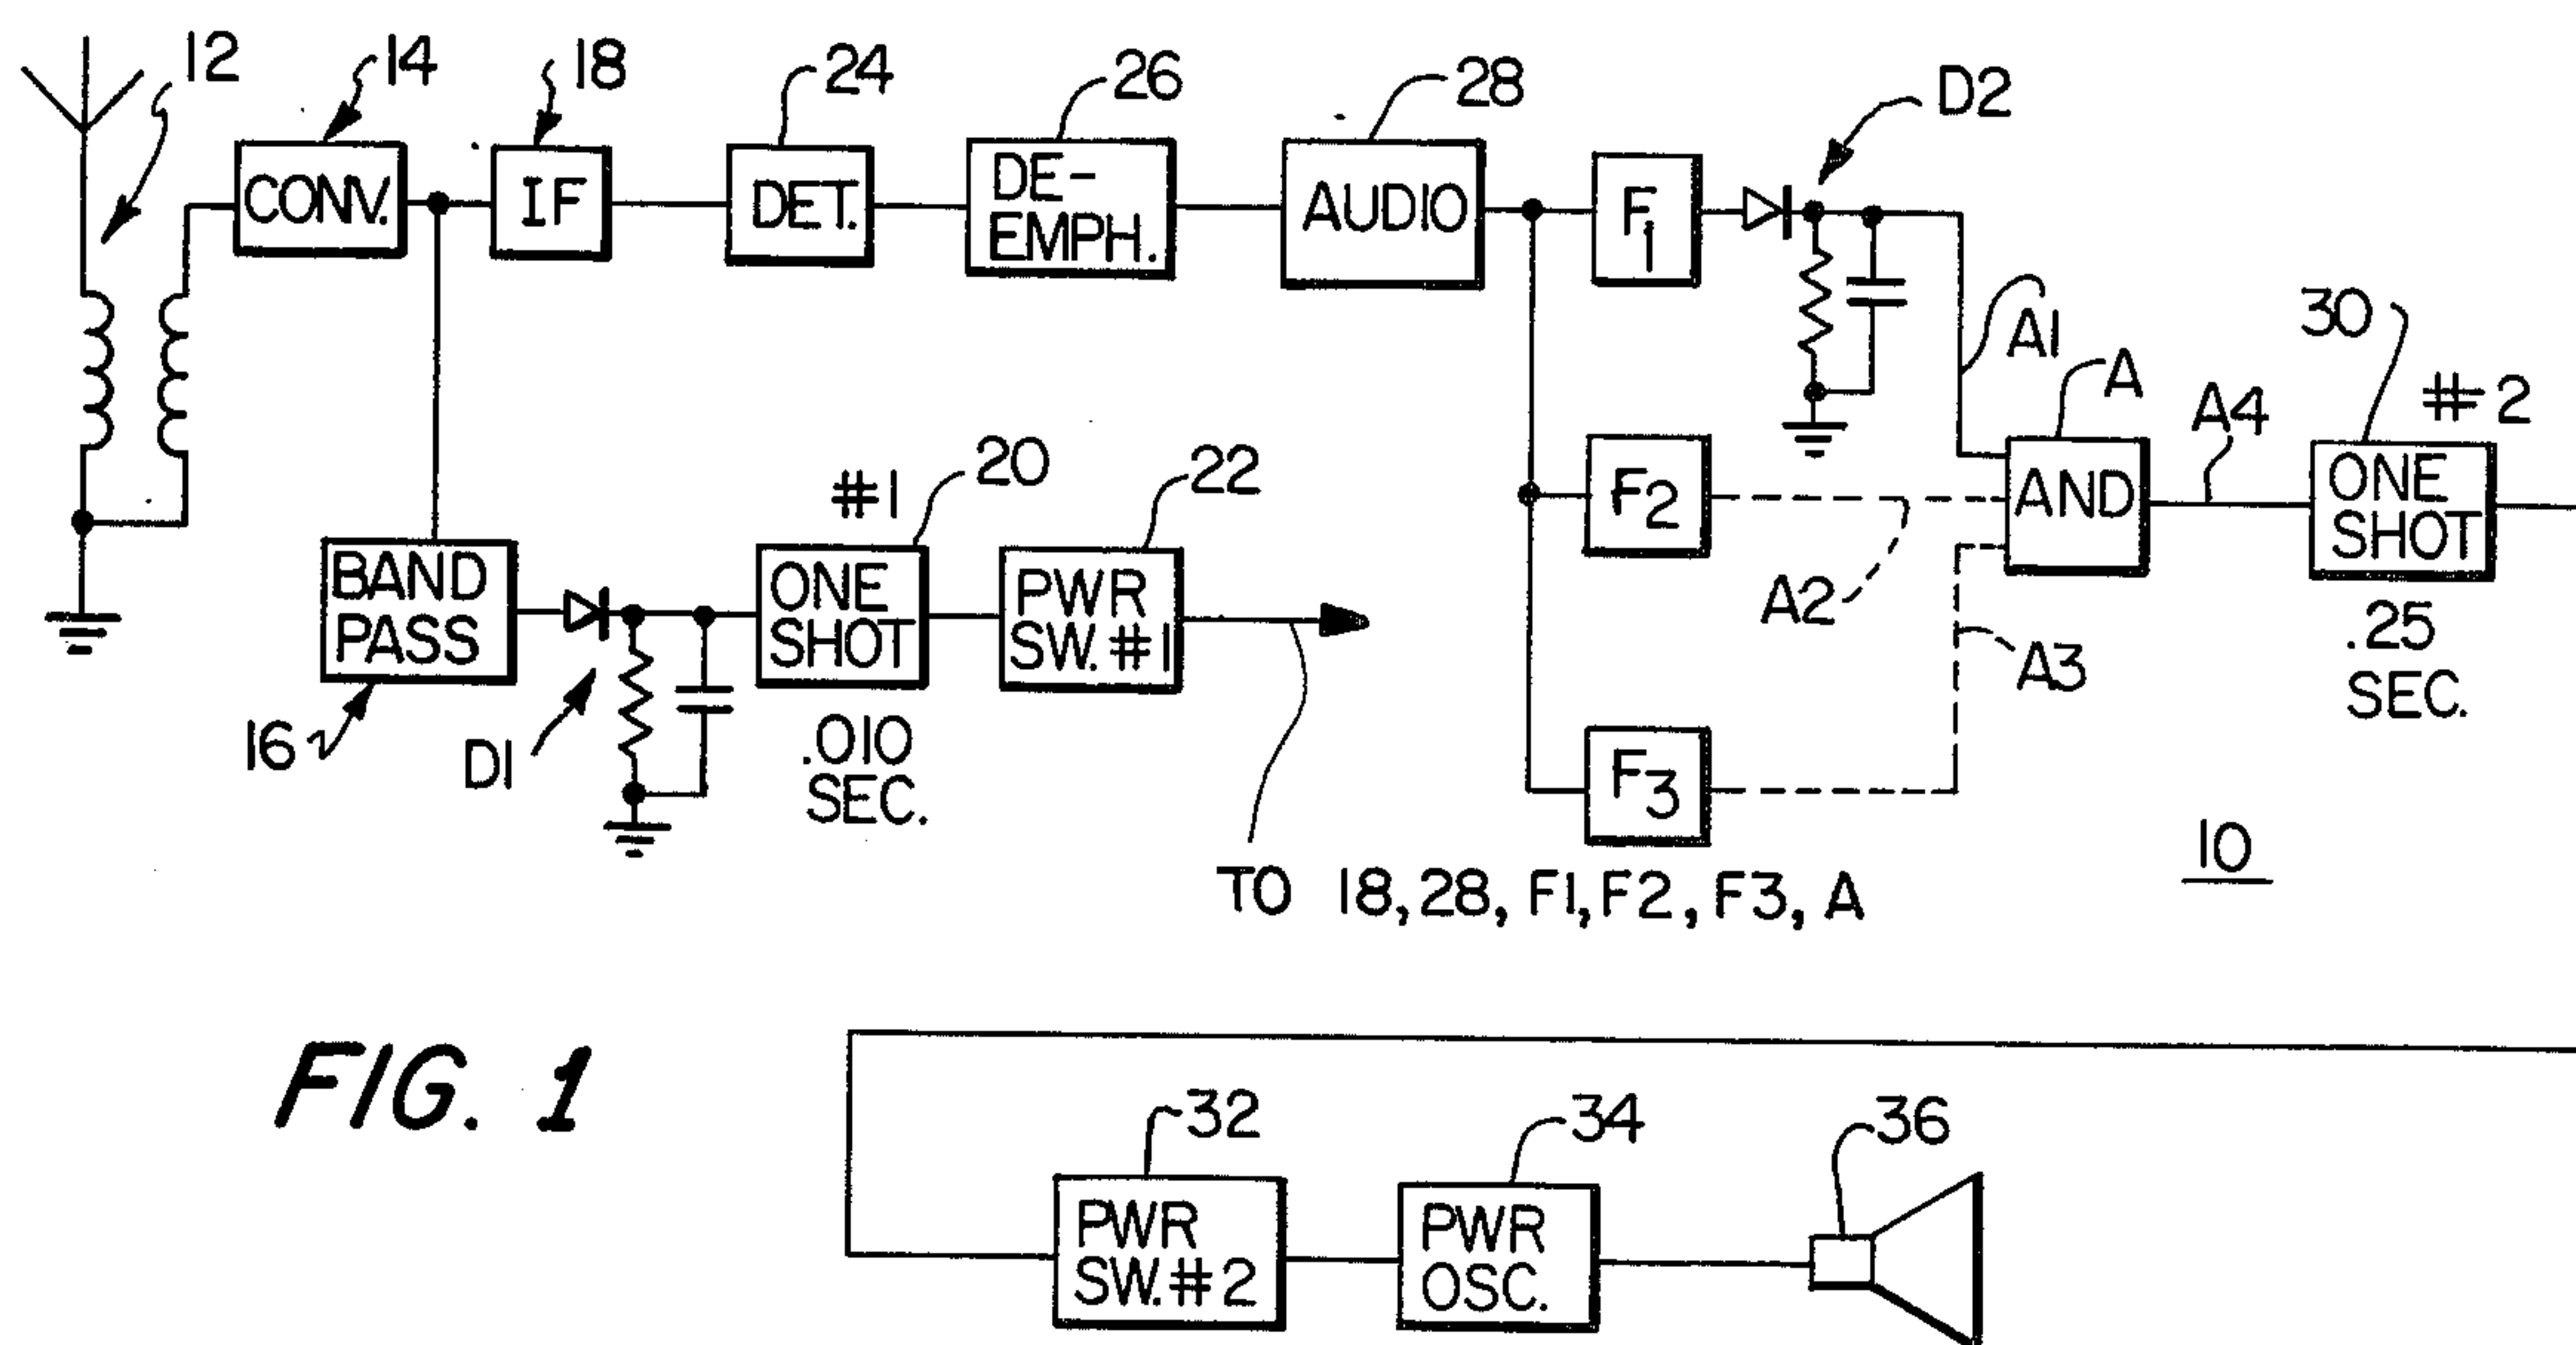 12
14
18
24
26
28
D2
CONV.
IF
DET.
DE-
EMPH.
AUDIO
F1
A1
30
A
A4
#2
#1
20
22
F2
AND
ONE
SHOT
BAND
PASS
ONE
SHOT
PWR
SW. #1
A2
A3
.25
SEC.
16
D1
.010
SEC.
F3
10
TO 18, 28, F1, F2, F3, A
FIG. 1
32
34
36
PWR
SW. #2
PWR
OSC.